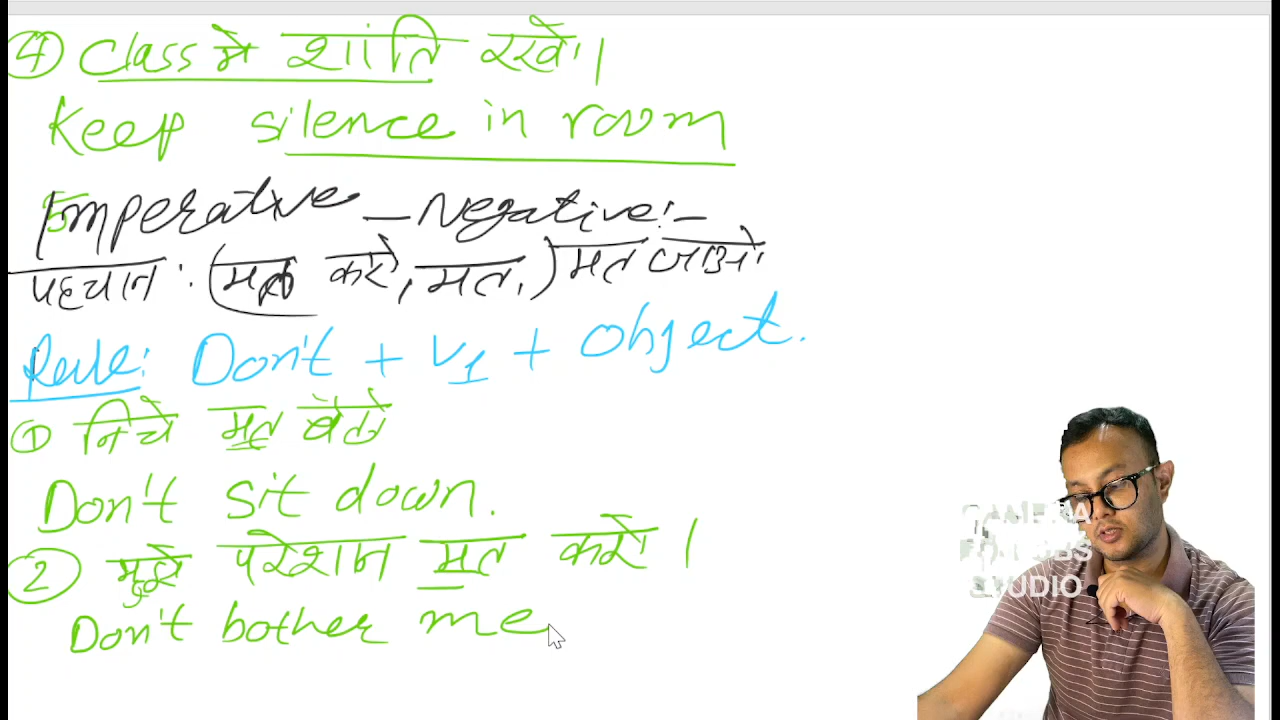 ④ Class मे शांति रखो।
Keep silence in room
Imperative - Negative:-
पहचान : (मत करो, मत,) मत जाओ
Rule: Don't + V1 + Object.
① निचे मत बैठो
Don't sit down.
② मुझे परेशान मत करो ।
Don't bother me
STUDIO